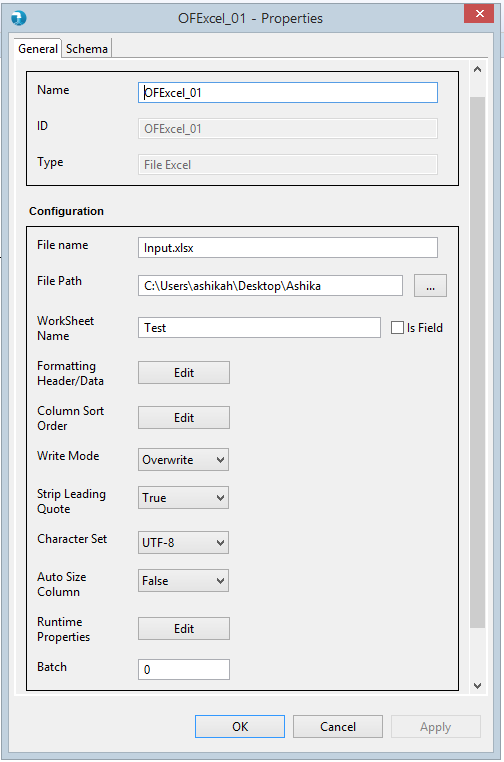 OFExcel_01 - Properties
General
Schema
Name
OFExcel_01
ID
OFExcel_01
Type
File Excel
Configuration
File name
Input.xlsx
File Path
C:\Users\ashikah\Desktop\Ashika
...
WorkSheet
Name
Test
Is Field
Formatting
Header/Data
Edit
Column Sort
Order
Edit
Write Mode
Overwrite
Strip Leading
Quote
True
Character Set
UTF-8
Auto Size
Column
False
Runtime
Properties
Edit
Batch
0
OK
Cancel
Apply